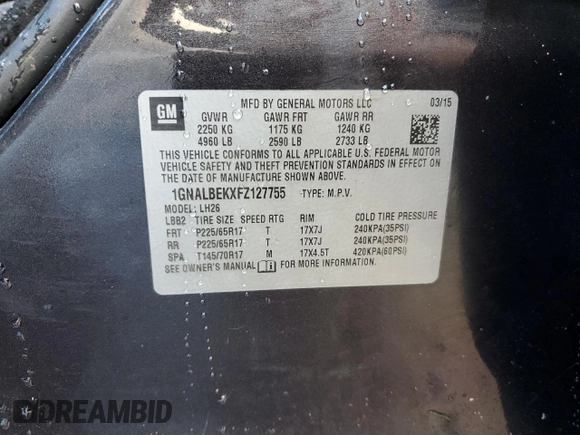 GM
MFD BY GENERAL MOTORS LLC 03/15
GVWR GAWR FRT GAWR RR
2250 KG 1175 KG 1240 KG
4960 LB 2590 LB 2733 LB
THIS VEHICLE CONFORMS TO ALL APPLICABLE U.S. FEDERAL MOTOR
VEHICLE SAFETY AND THEFT PREVENTION STANDARDS IN EFFECT ON
THE DATE OF MANUFACTURE SHOWN ABOVE.
1GNALBEKXFZ127755 TYPE: M.P.V.
MODEL: LH26
LBB2 TIRE SIZE SPEED RTG RIM COLD TIRE PRESSURE
FRT P225/65R17 T 17X7J 240KPA(35PSI)
RR P225/65R17 T 17X7J 240KPA(35PSI)
SPA T145/70R17 M 17X4.5T 420KPA(60PSI)
SEE OWNER'S MANUAL i FOR MORE INFORMATION.
DREAMBID